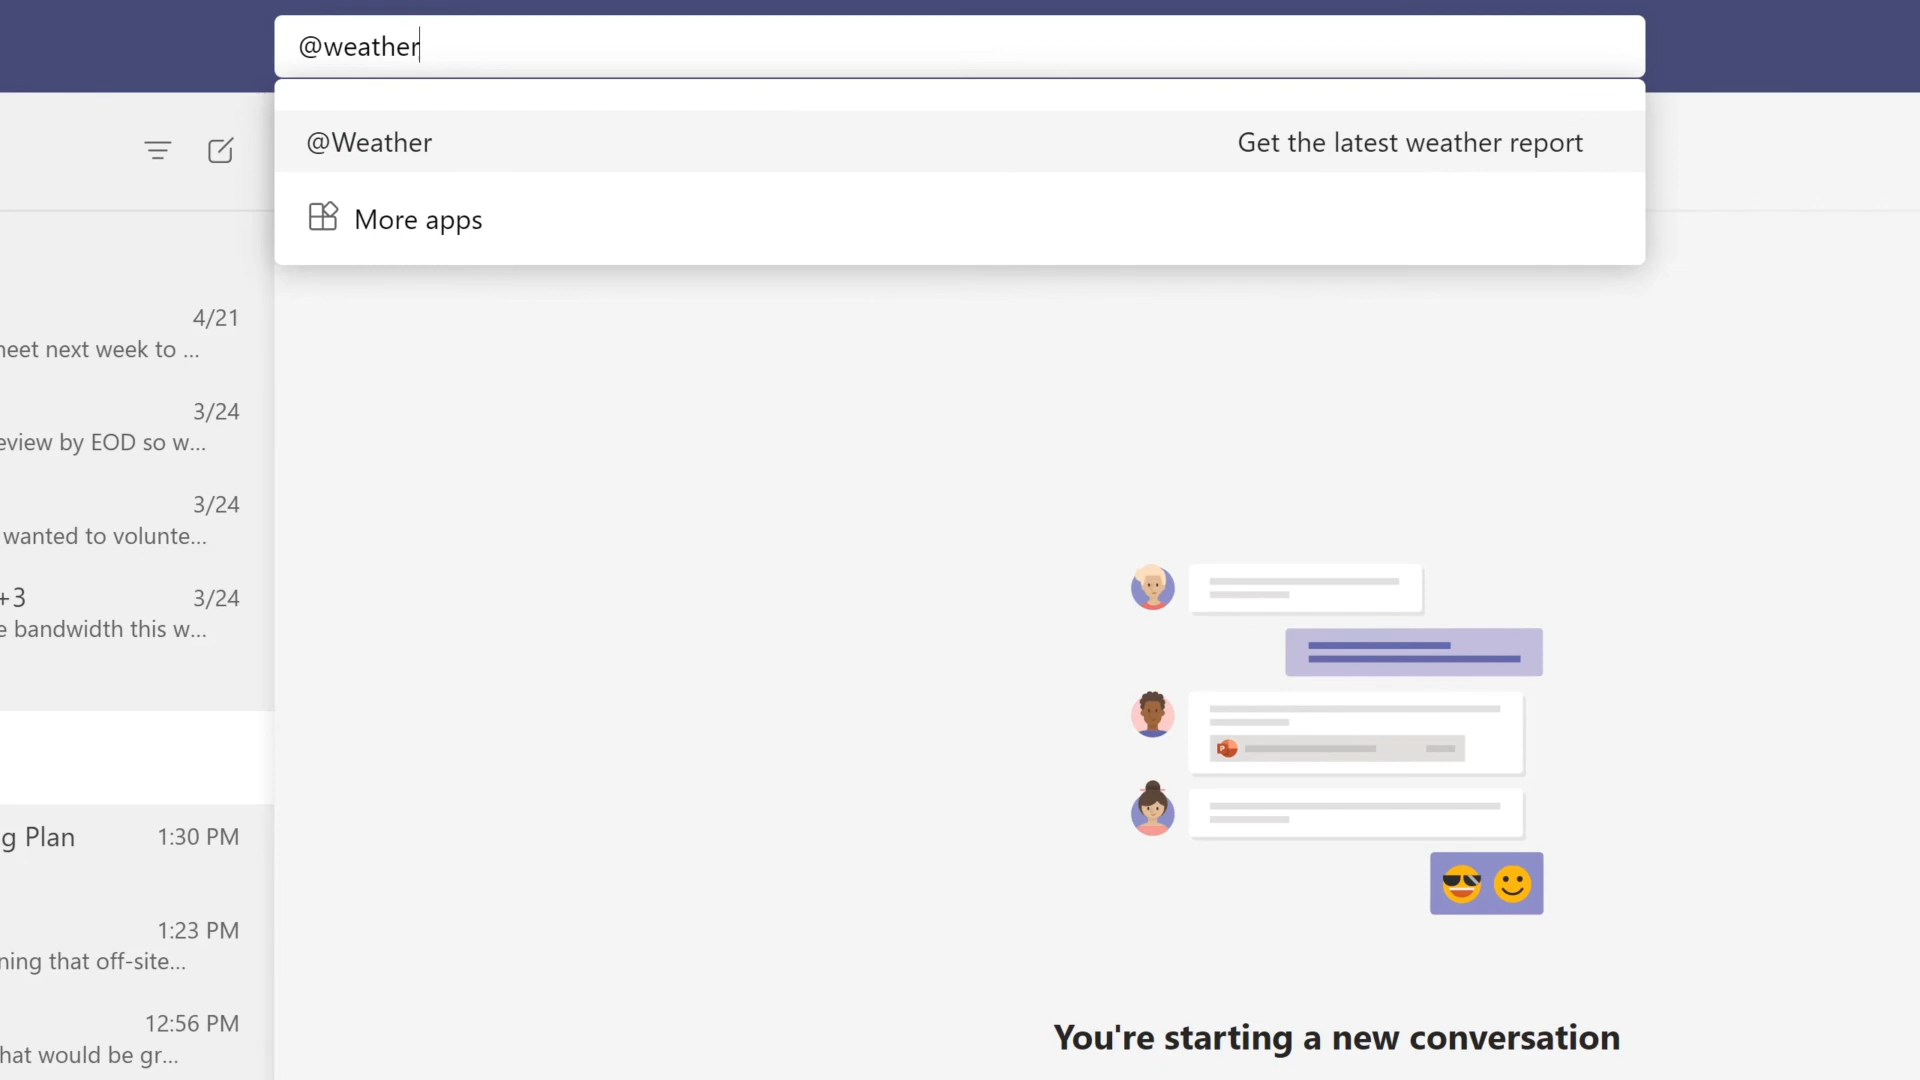 @weather
@Weather Get the latest weather report
More apps
4/21
neet next week to ...
3/24
eview by EOD so w...
3/24
wanted to volunte...
+3 3/24
e bandwidth this w...
g Plan 1:30 PM
1:23 PM
ning that off-site...
12:56 PM
hat would be gr...
P
You're starting a new conversation